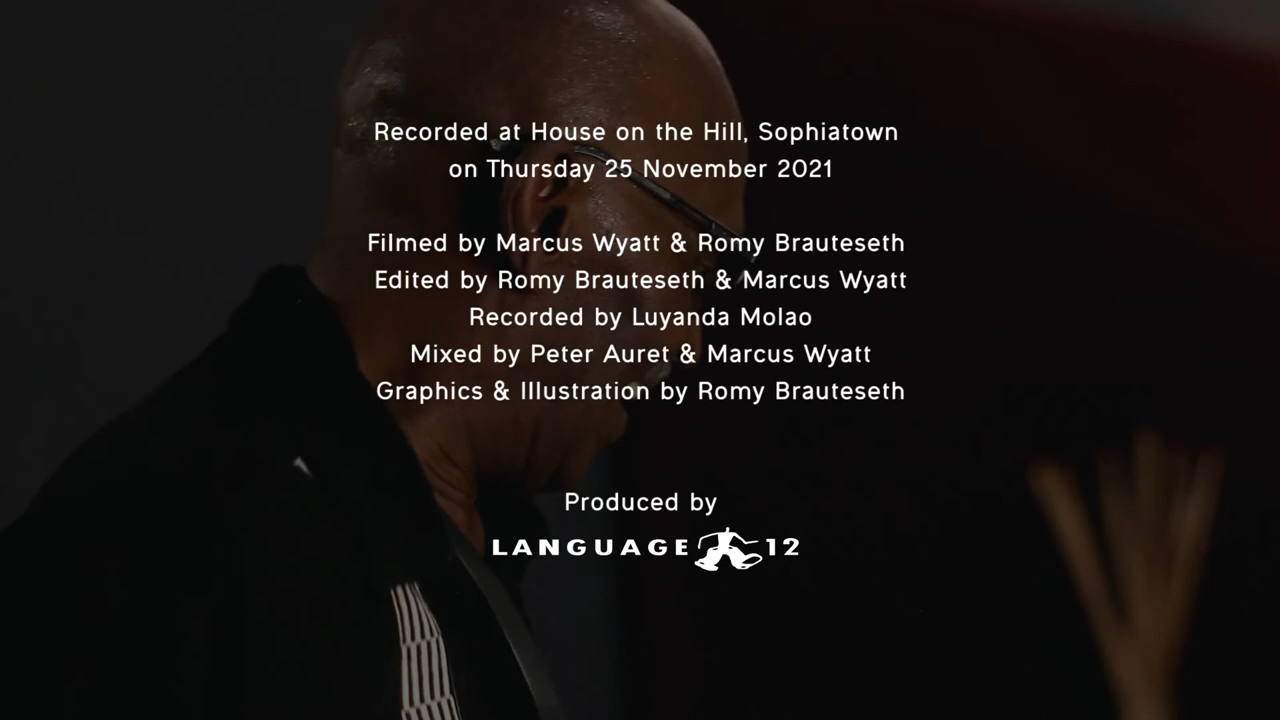 Recorded at House on the Hill, Sophiatown
on Thursday 25 November 2021
Filmed by Marcus Wyatt & Romy Brauteseth
Edited by Romy Brauteseth & Marcus Wyatt
Recorded by Luyanda Molao
Mixed by Peter Auret & Marcus Wyatt
Graphics & Illustration by Romy Brauteseth
Produced by
LANGUAGE 12